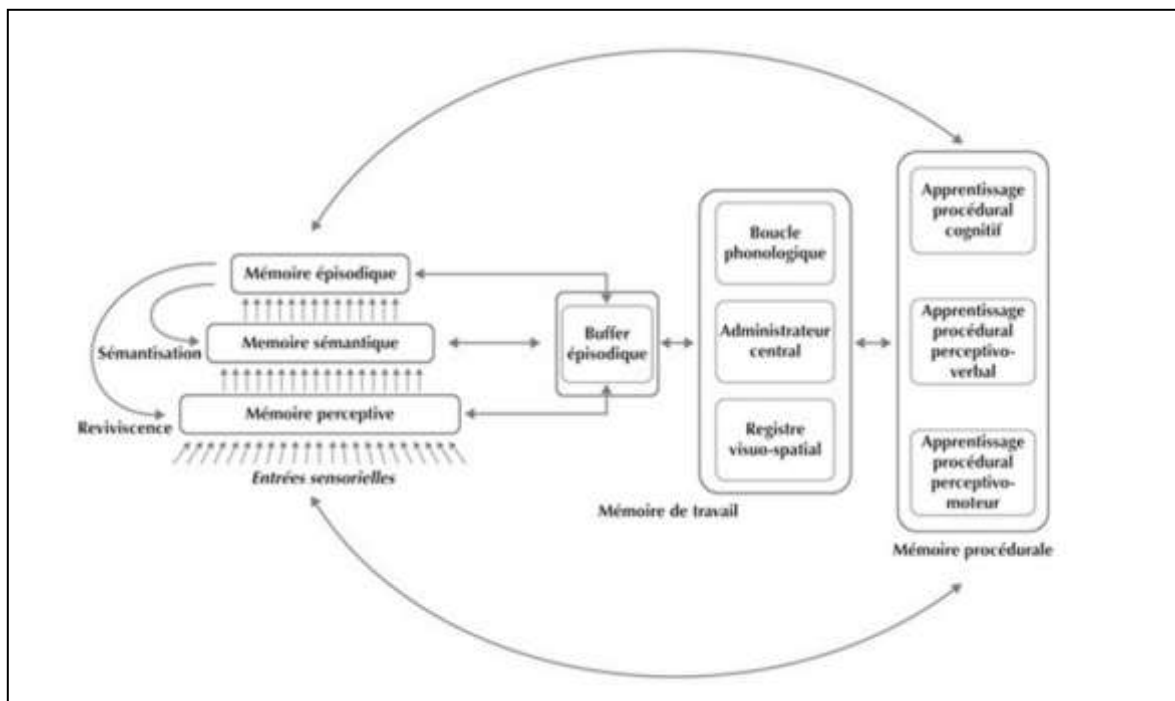 Mémoire épisodique
Sémantisation
Memoire sémantique
Mémoire perceptive
Reviviscence
Entrées sensorielles
Buffer
épisodique
Boucle
phonologique
Administrateur
central
Registre
visuo-spatial
Mémoire de travail
Apprentissage
procédural
cognitif
Apprentissage
procédural
perceptivo-
verbal
Apprentissage
procédural
perceptivo-
moteur
Mémoire procédurale